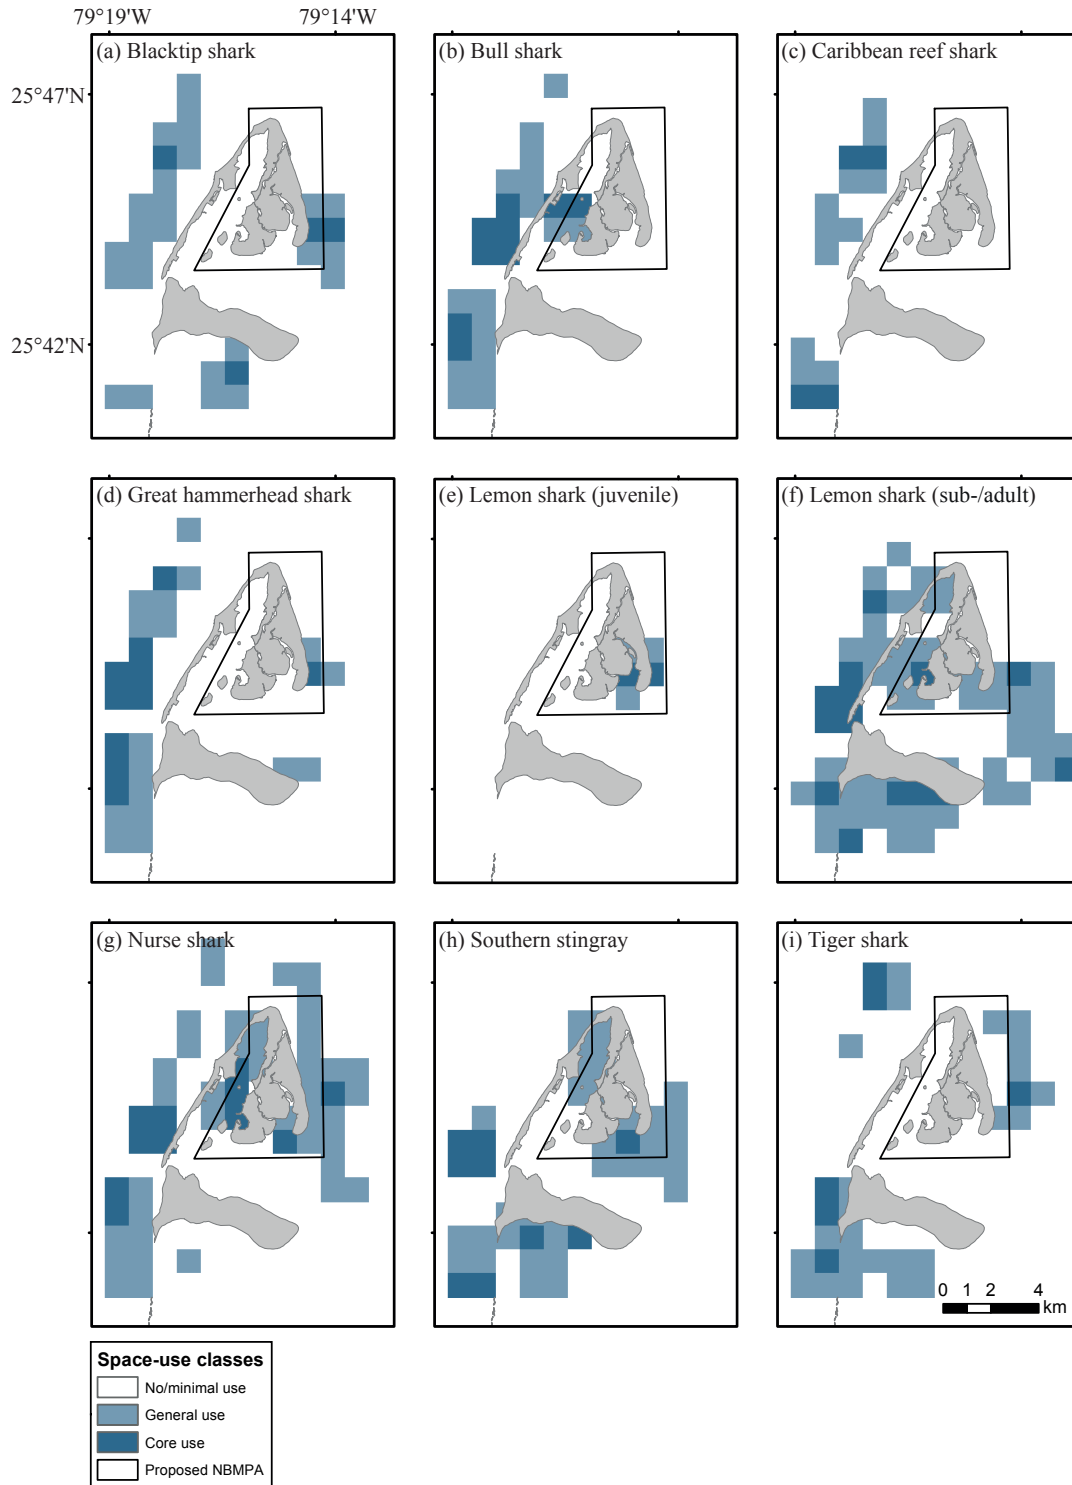 79°19'W 79°14'W
(a) Blacktip shark
(b) Bull shark
(c) Caribbean reef shark
25°47'N
25°42'N
(d) Great hammerhead shark
(e) Lemon shark (juvenile)
(f) Lemon shark (sub-/adult)
(g) Nurse shark
(h) Southern stingray
(i) Tiger shark
0 1 2 4
km
Space-use classes
No/minimal use
General use
Core use
Proposed NBMPA